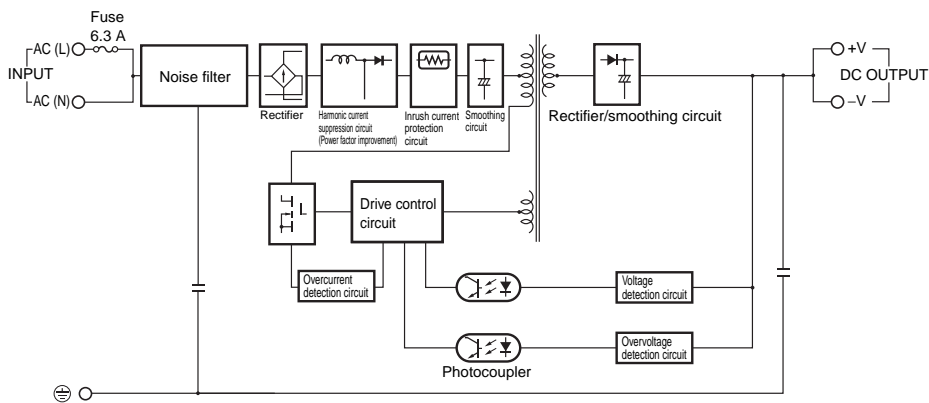 Fuse
6.3 A
AC (L)
INPUT
AC (N)
Noise filter
Rectifier
Harmonic current
suppression circuit
(Power factor improvement)
Inrush current
protection
circuit
Smoothing
circuit
Rectifier/smoothing circuit
+V
DC OUTPUT
–V
Drive control
circuit
Overcurrent
detection circuit
Voltage
detection circuit
Overvoltage
detection circuit
Photocoupler